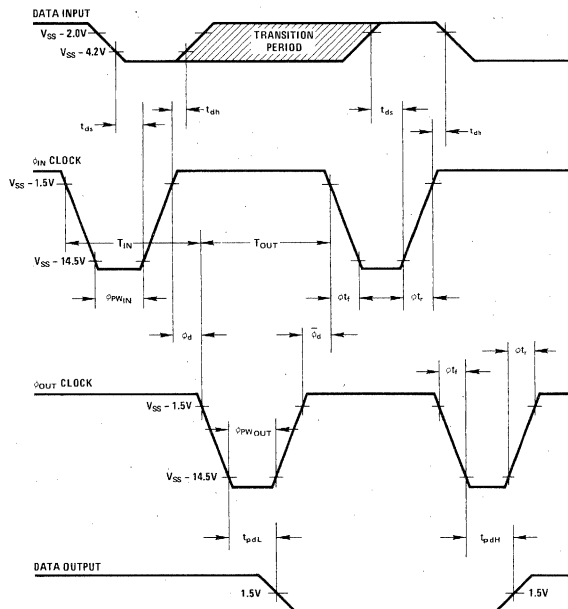 DATA INPUT
VSS – 2.0V
VSS – 4.2V
TRANSITION
PERIOD
tdh
tds
tds
tdh
ϕIN CLOCK
VSS – 1.5V
TIN
TOUT
VSS – 14.5V
ϕPWIN
ϕtf
ϕtr
ϕd
ϕ̅d
ϕtf
ϕtr
ϕOUT CLOCK
VSS – 1.5V
ϕPWOUT
VSS – 14.5V
tpdL
tpdH
DATA OUTPUT
1.5V
1.5V